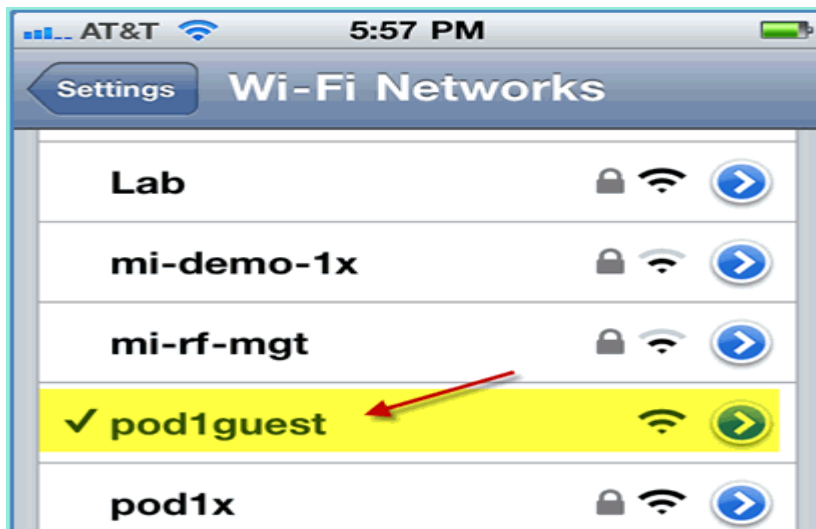 AT&T 5:57 PM
Settings Wi-Fi Networks
Lab
mi-demo-1x
mi-rf-mgt
pod1guest
pod1x